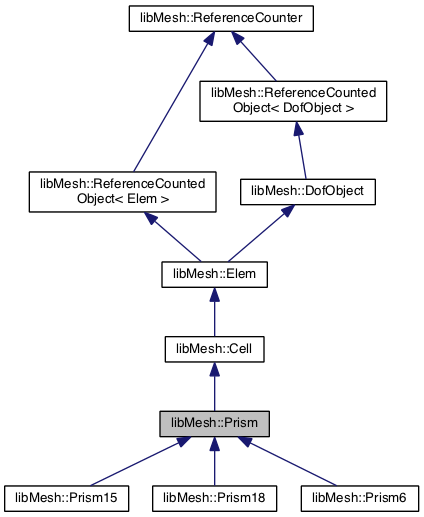 libMesh::ReferenceCounter
libMesh::ReferenceCounted
Object< DofObject >
libMesh::ReferenceCounted
Object< Elem >
libMesh::DofObject
libMesh::Elem
libMesh::Cell
libMesh::Prism
libMesh::Prism15
libMesh::Prism18
libMesh::Prism6